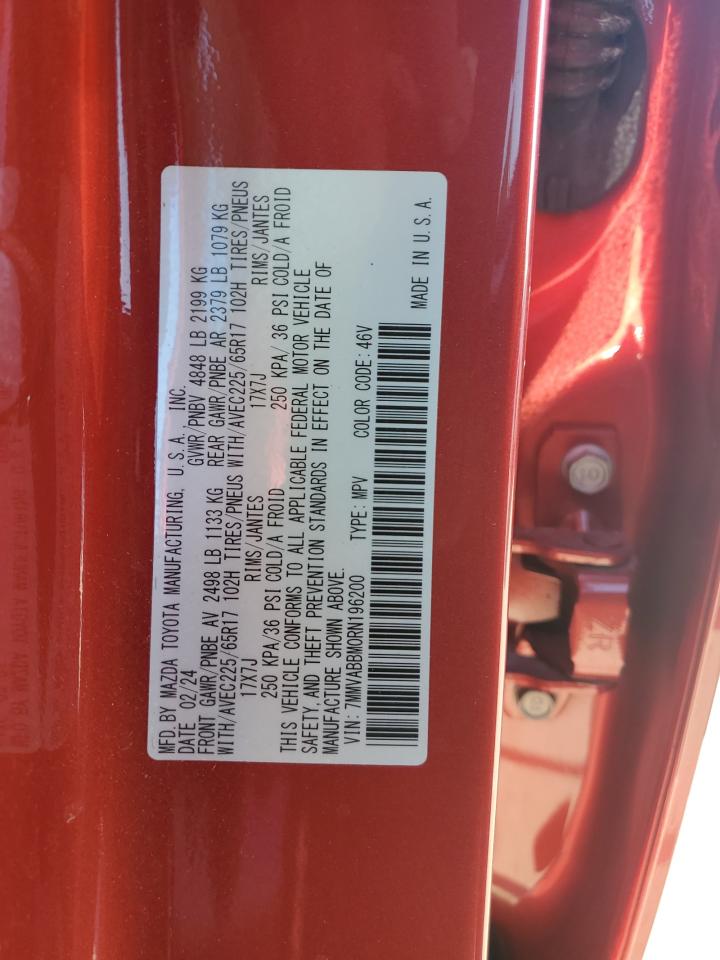 MFD. BY MAZDA TOYOTA MANUFACTURING, U.S.A. INC.
DATE 02/24 GVWR/PNBV 4848 LB 2199 KG
FRONT GAWR/PNBE AV 2498 LB 1133 KG REAR GAWR/PNBE AR 2379 LB 1079 KG
WITH/AVEC225/65R17 102H TIRES/PNEUS WITH/AVEC225/65R17 102H TIRES/PNEUS
17X7J RIMS/JANTES 17X7J RIMS/JANTES
250 KPA/36 PSI COLD/A FROID 250 KPA/36 PSI COLD/A FROID
THIS VEHICLE CONFORMS TO ALL APPLICABLE FEDERAL MOTOR VEHICLE
SAFETY, AND THEFT PREVENTION STANDARDS IN EFFECT ON THE DATE OF
MANUFACTURE SHOWN ABOVE.
VIN: 7MMVABBM0RN196200 TYPE: MPV COLOR CODE: 46V
MADE IN U.S.A.
10
2R